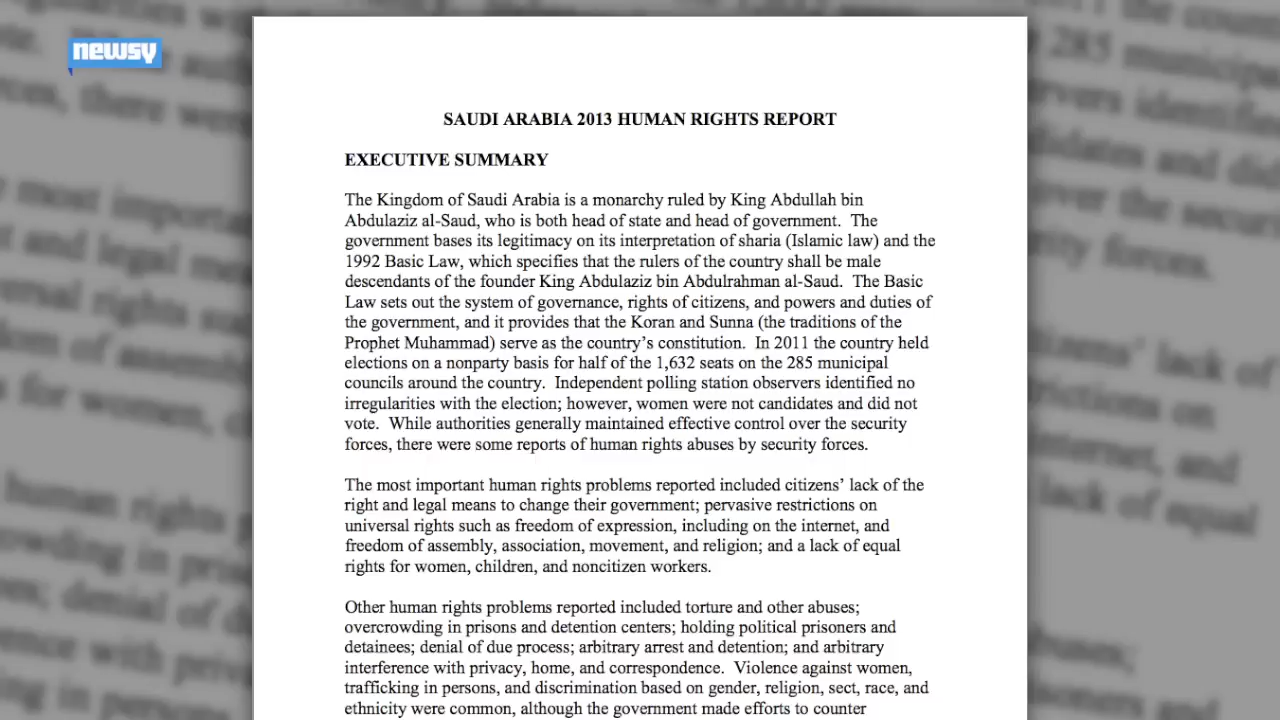 newsy
SAUDI ARABIA 2013 HUMAN RIGHTS REPORT
EXECUTIVE SUMMARY
The Kingdom of Saudi Arabia is a monarchy ruled by King Abdullah bin
Abdulaziz al-Saud, who is both head of state and head of government. The
government bases its legitimacy on its interpretation of sharia (Islamic law) and the
1992 Basic Law, which specifies that the rulers of the country shall be male
descendants of the founder King Abdulaziz bin Abdulrahman al-Saud. The Basic
Law sets out the system of governance, rights of citizens, and powers and duties of
the government, and it provides that the Koran and Sunna (the traditions of the
Prophet Muhammad) serve as the country’s constitution. In 2011 the country held
elections on a nonparty basis for half of the 1,632 seats on the 285 municipal
councils around the country. Independent polling station observers identified no
irregularities with the election; however, women were not candidates and did not
vote. While authorities generally maintained effective control over the security
forces, there were some reports of human rights abuses by security forces.
The most important human rights problems reported included citizens’ lack of the
right and legal means to change their government; pervasive restrictions on
universal rights such as freedom of expression, including on the internet, and
freedom of assembly, association, movement, and religion; and a lack of equal
rights for women, children, and noncitizen workers.
Other human rights problems reported included torture and other abuses;
overcrowding in prisons and detention centers; holding political prisoners and
detainees; denial of due process; arbitrary arrest and detention; and arbitrary
interference with privacy, home, and correspondence. Violence against women,
trafficking in persons, and discrimination based on gender, religion, sect, race, and
ethnicity were common, although the government made efforts to counter